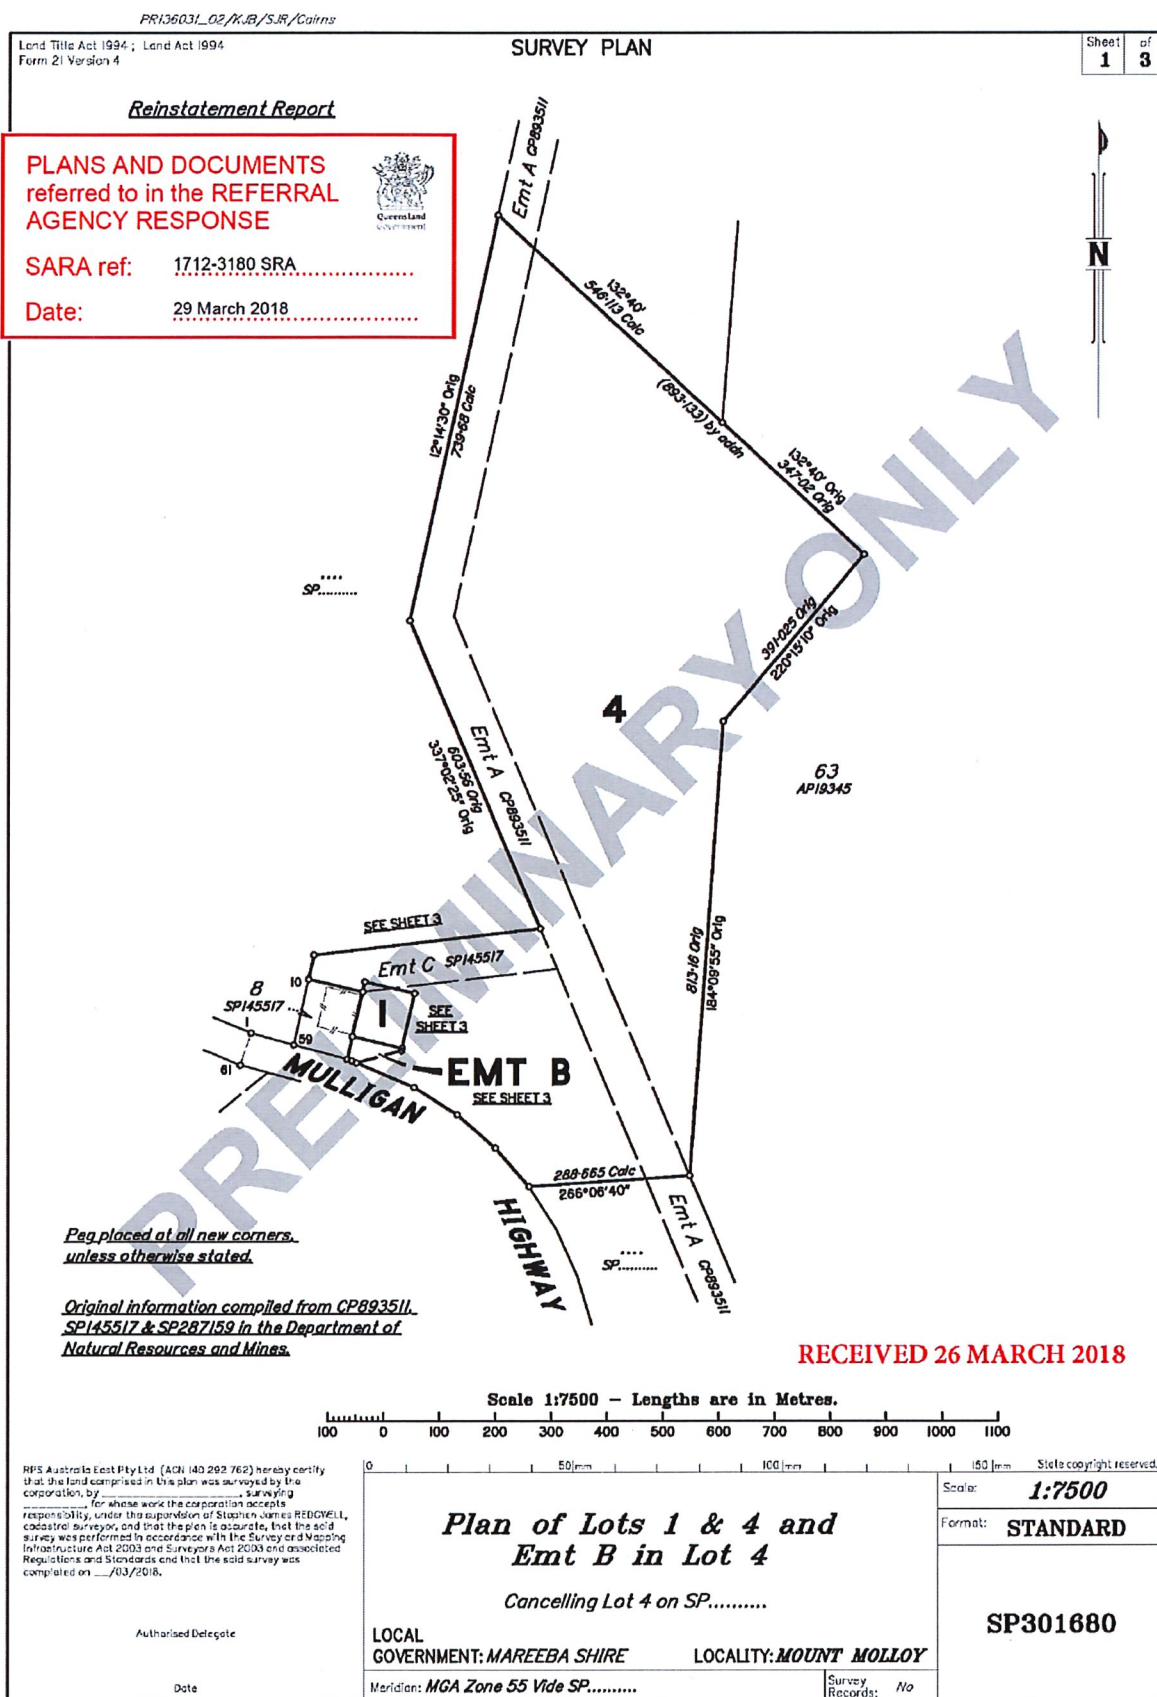 PR136031_02/KJB/SJR/Cairns
Land Title Act 1994 ; Land Act 1994
Form 21 Version 4
SURVEY PLAN
Sheet of
1 3
Reinstatement Report
PLANS AND DOCUMENTS
referred to in the REFERRAL
AGENCY RESPONSE
Queensland
Government
SARA ref: 1712-3180 SRA
Date: 29 March 2018
N
Emt A CP893511
132°40'
546·113 Calc
(893·133) by addn
132°40' Orig
347·02 Orig
12°14'30" Orig
739·68 Calc
....
SP..........
391·025 Orig
220°15'10" Orig
4
63
AP19345
Emt A CP893511
603·56 Orig
337°02'25" Orig
813·16 Orig
184°09'55" Orig
SEE SHEET 3
Emt C SP145517
10
8
SP145517
1
SEE
SHEET 3
59
61
EMT B
SEE SHEET 3
MULLIGAN
HIGHWAY
288·665 Calc
266°06'40"
Emt A CP893511
....
SP..........
PRELIMINARY ONLY
Peg placed at all new corners,
unless otherwise stated.
Original information compiled from CP893511,
SP145517 & SP287159 in the Department of
Natural Resources and Mines.
RECEIVED 26 MARCH 2018
Scale 1:7500 – Lengths are in Metres.
100 0 100 200 300 400 500 600 700 800 900 1000 1100
0 50 mm 100 mm 150 mm State copyright reserved.
RPS Australia East Pty Ltd (ACN 140 292 762) hereby certify
that the land comprised in this plan was surveyed by the
corporation, by ____________________, surveying
__________, for whose work the corporation accepts
responsibility, under the supervision of Stephen James REDGWELL,
cadastral surveyor, and that the plan is accurate, that the said
survey was performed in accordance with the Survey and Mapping
Infrastructure Act 2003 and Surveyors Act 2003 and associated
Regulations and Standards and that the said survey was
completed on __/03/2018.
Authorised Delegate
Date
Plan of Lots 1 & 4 and
Emt B in Lot 4
Cancelling Lot 4 on SP..........
LOCAL
GOVERNMENT: MAREEBA SHIRE LOCALITY: MOUNT MOLLOY
Meridian: MGA Zone 55 Vide SP..........
Survey
Records: No
Scale: 1:7500
Format: STANDARD
SP301680